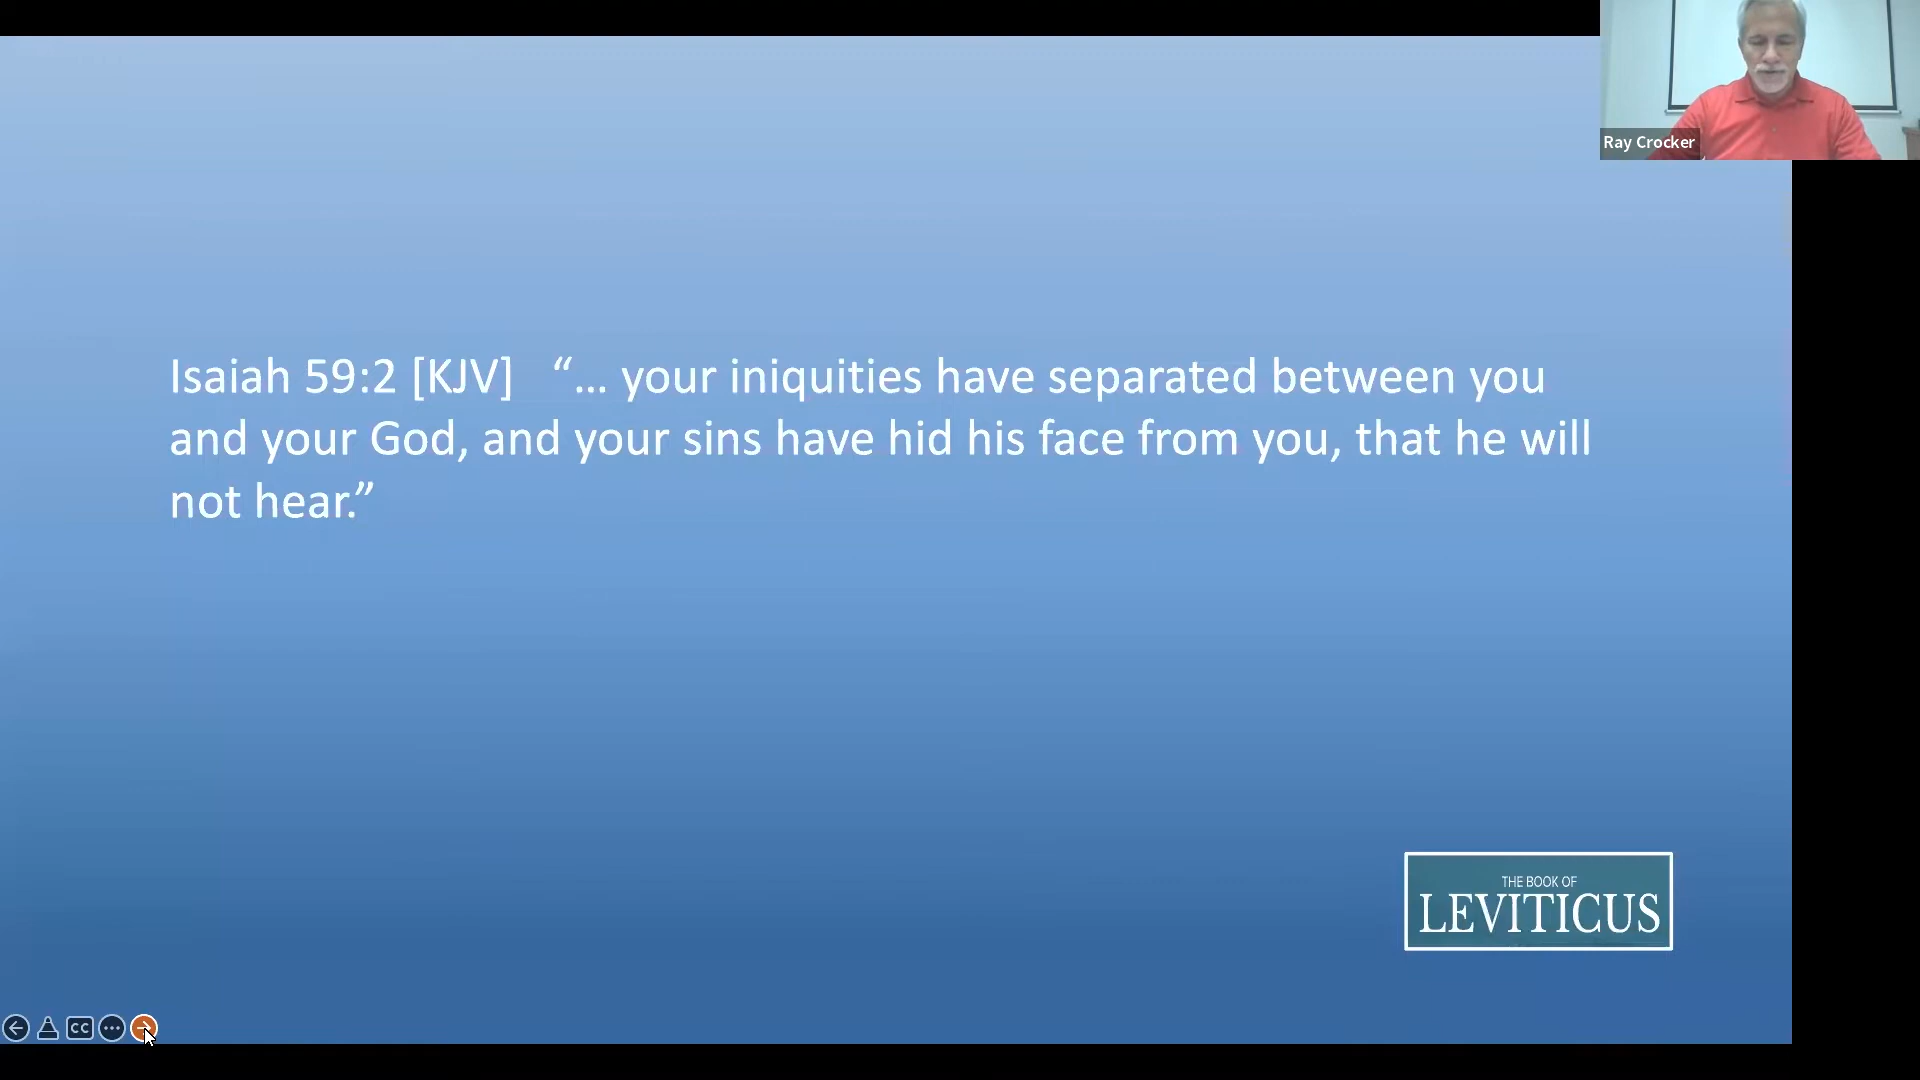 Ray Crocker
Isaiah 59:2 [KJV]   “… your iniquities have separated between you
and your God, and your sins have hid his face from you, that he will
not hear.”
THE BOOK OF
LEVITICUS
CC